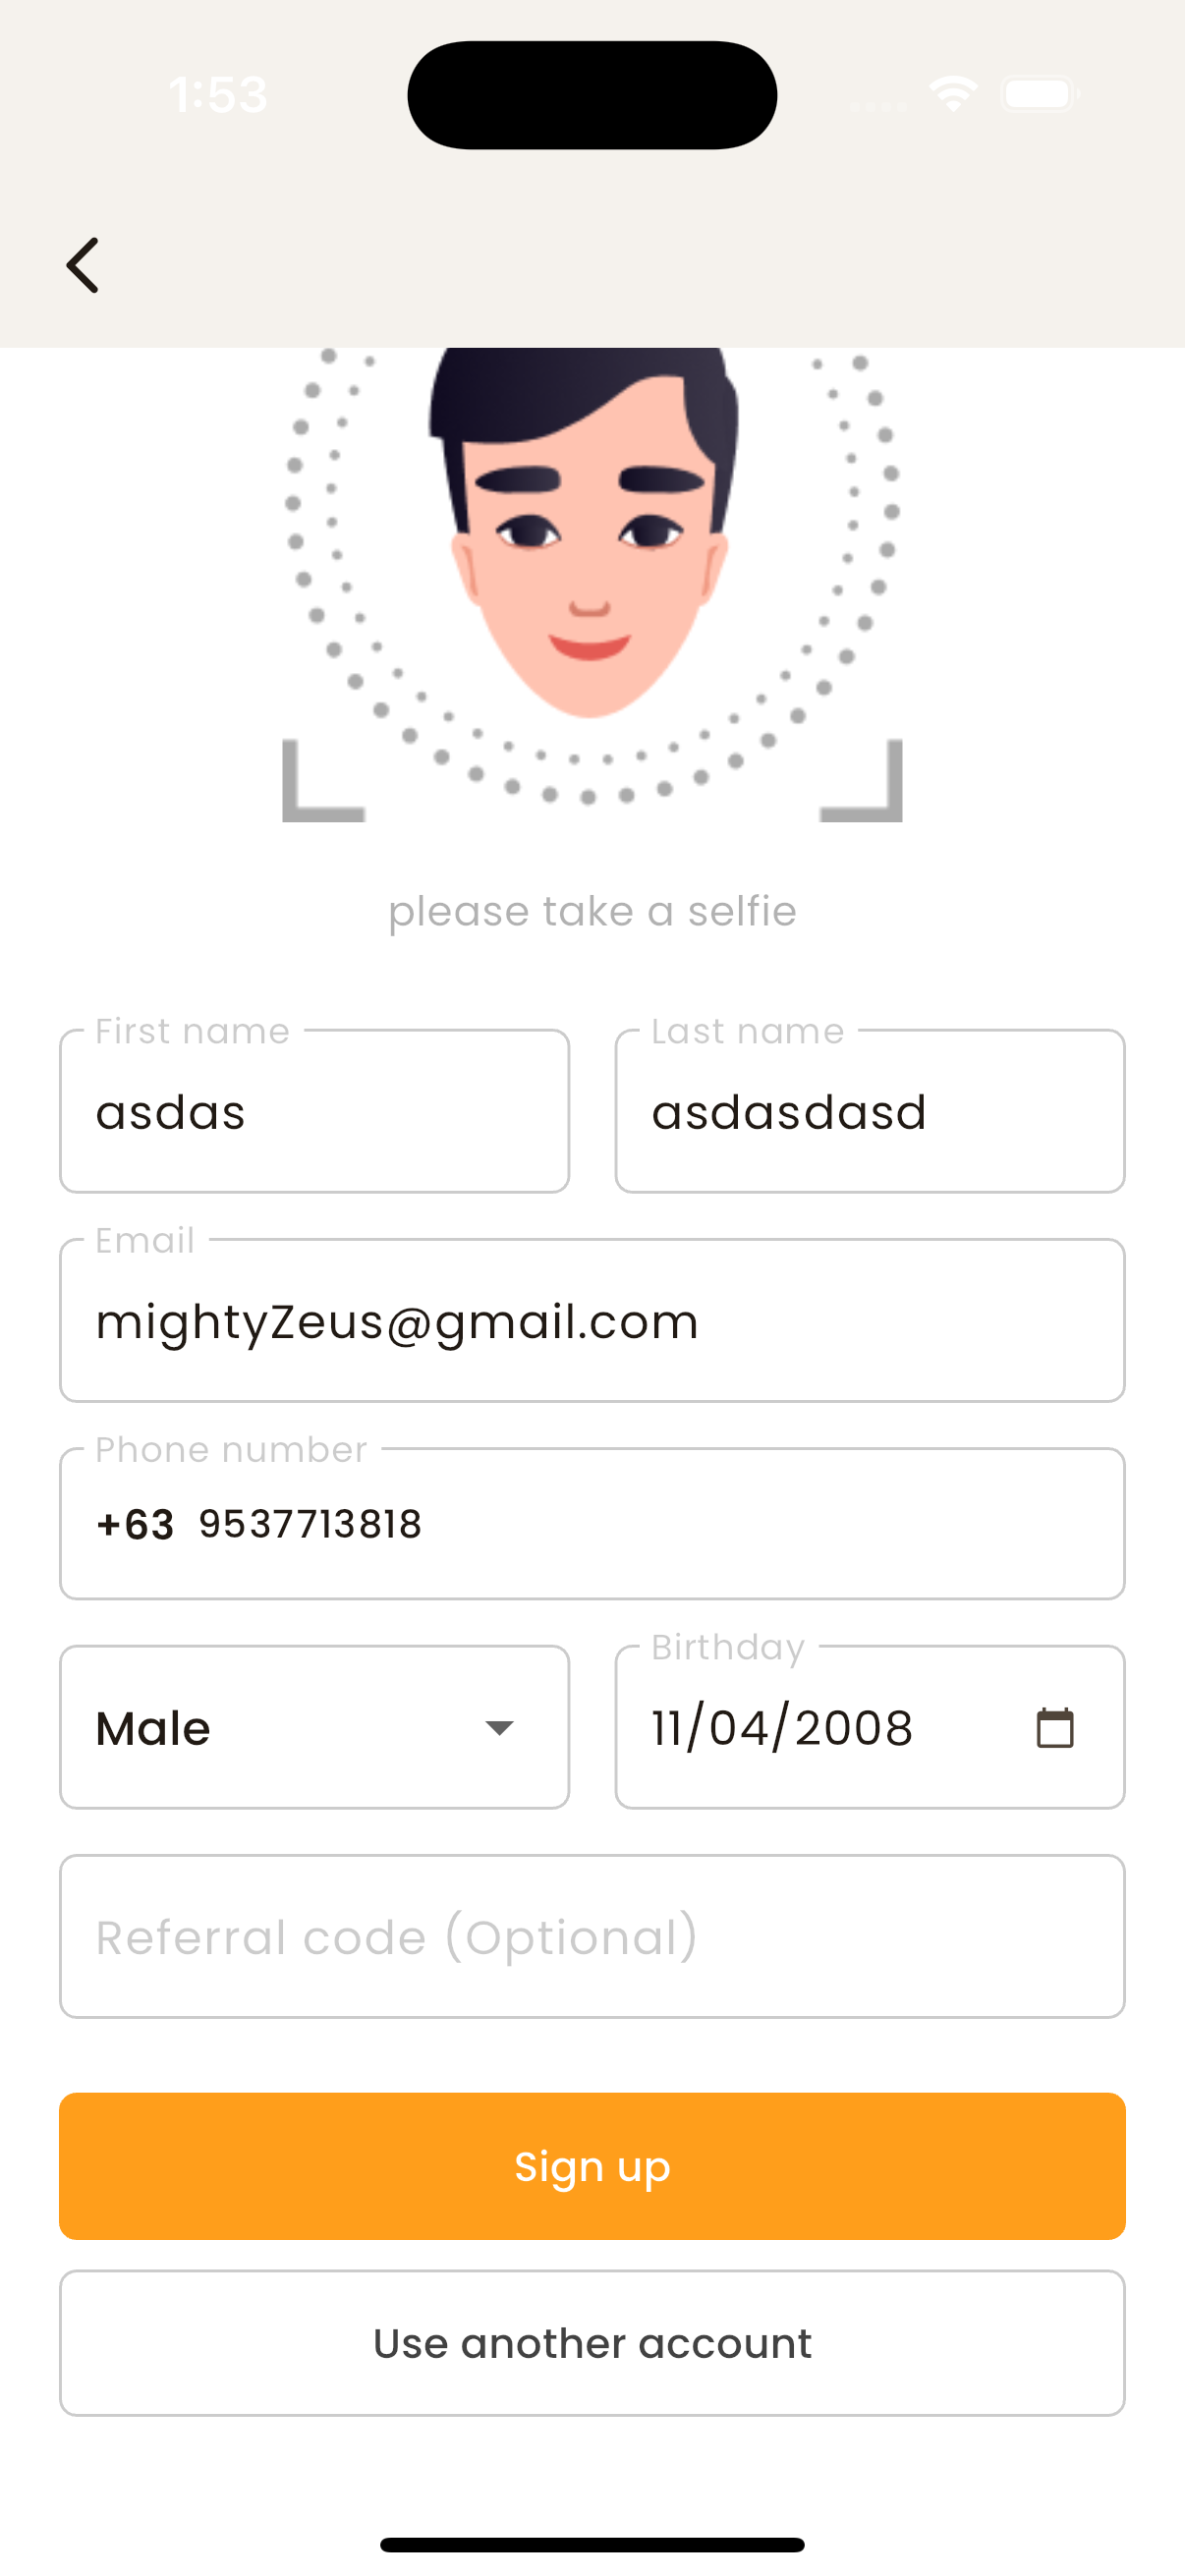 1:53
please take a selfie
First name
asdas
Last name
asdasdasd
Email
mightyZeus@gmail.com
Phone number
+63 9537713818
Male
Birthday
11/04/2008
Referral code (Optional)
Sign up
Use another account